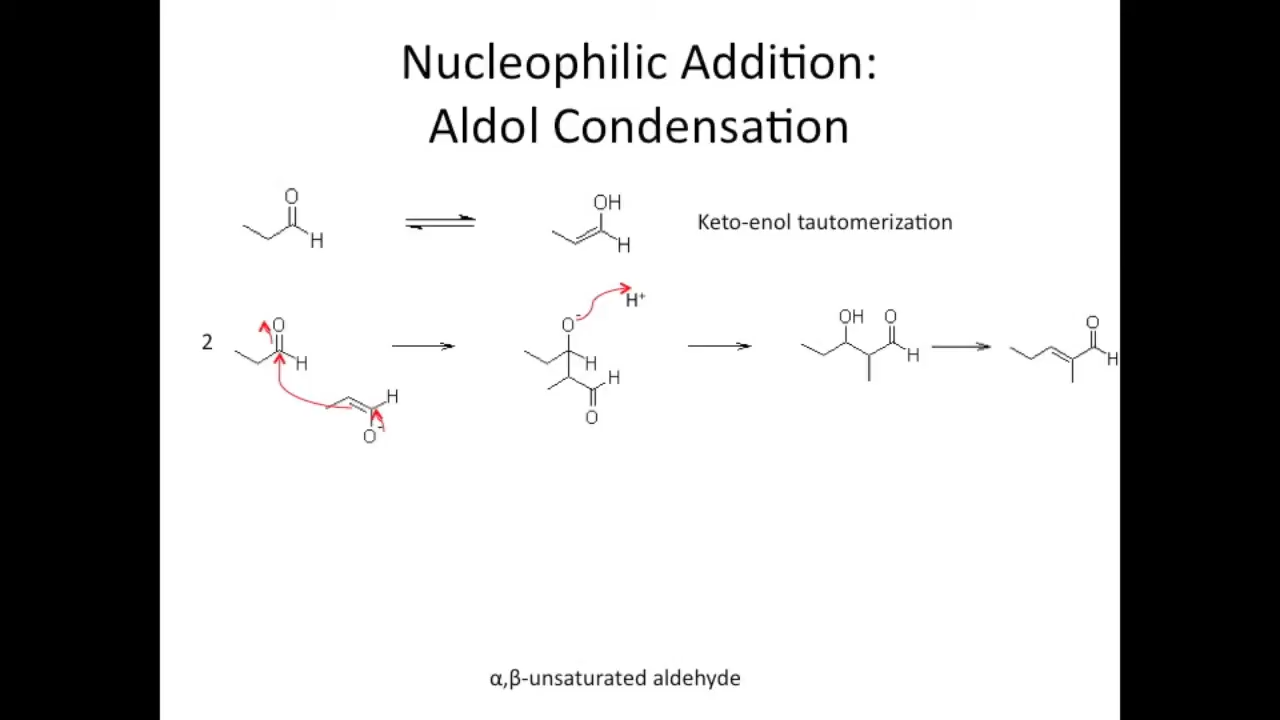 Nucleophilic Addition:
Aldol Condensation
O
H
OH
H
Keto-enol tautomerization
2
O
H
H
O-
O-
H+
H
H
O
OH O
H
O
H
α,β-unsaturated aldehyde